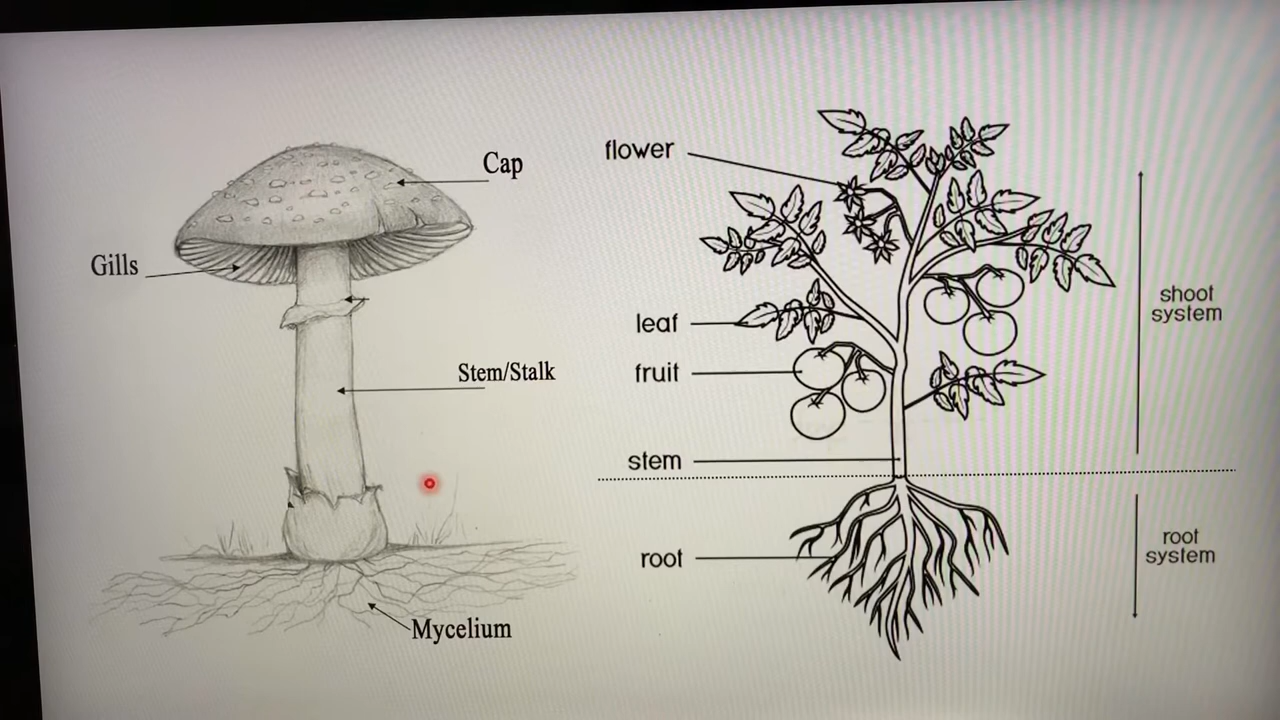 Cap
Gills
Stem/Stalk
Mycelium
flower
leaf
fruit
stem
root
shoot
system
root
system